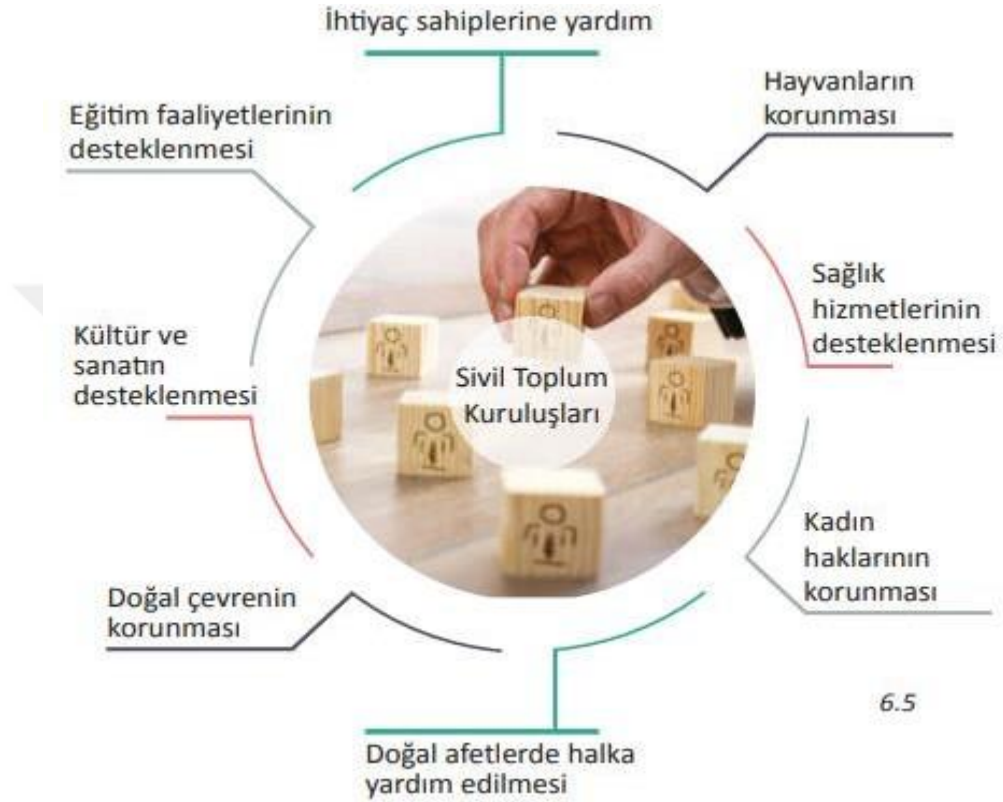 İhtiyaç sahiplerine yardım
Hayvanların
korunması
Sağlık
hizmetlerinin
desteklenmesi
Kadın
haklarının
korunması
Doğal afetlerde halka
yardım edilmesi
Doğal çevrenin
korunması
Kültür ve
sanatın
desteklenmesi
Eğitim faaliyetlerinin
desteklenmesi
Sivil Toplum
Kuruluşları
6.5